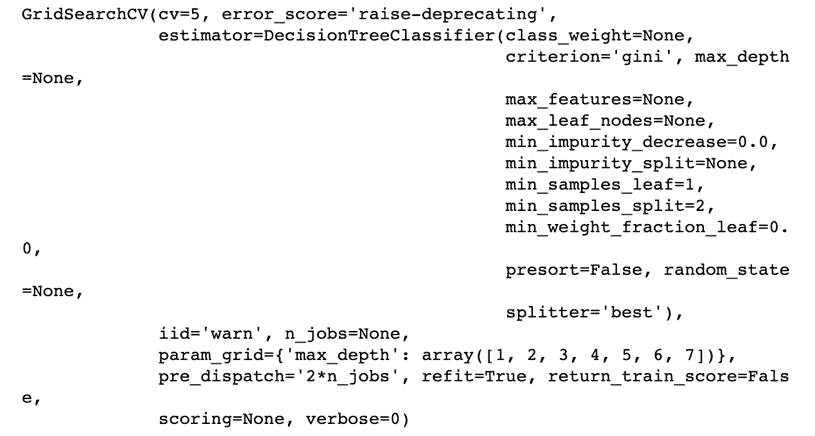 GridSearchCV(cv=5, error_score='raise-deprecating',
estimator=DecisionTreeClassifier(class_weight=None,
criterion='gini', max_depth
=None,
max_features=None,
max_leaf_nodes=None,
min_impurity_decrease=0.0,
min_impurity_split=None,
min_samples_leaf=1,
min_samples_split=2,
min_weight_fraction_leaf=0.
0,
presort=False, random_state
=None,
splitter='best'),
iid='warn', n_jobs=None,
param_grid={'max_depth': array([1, 2, 3, 4, 5, 6, 7])},
pre_dispatch='2*n_jobs', refit=True, return_train_score=Fals
e,
scoring=None, verbose=0)